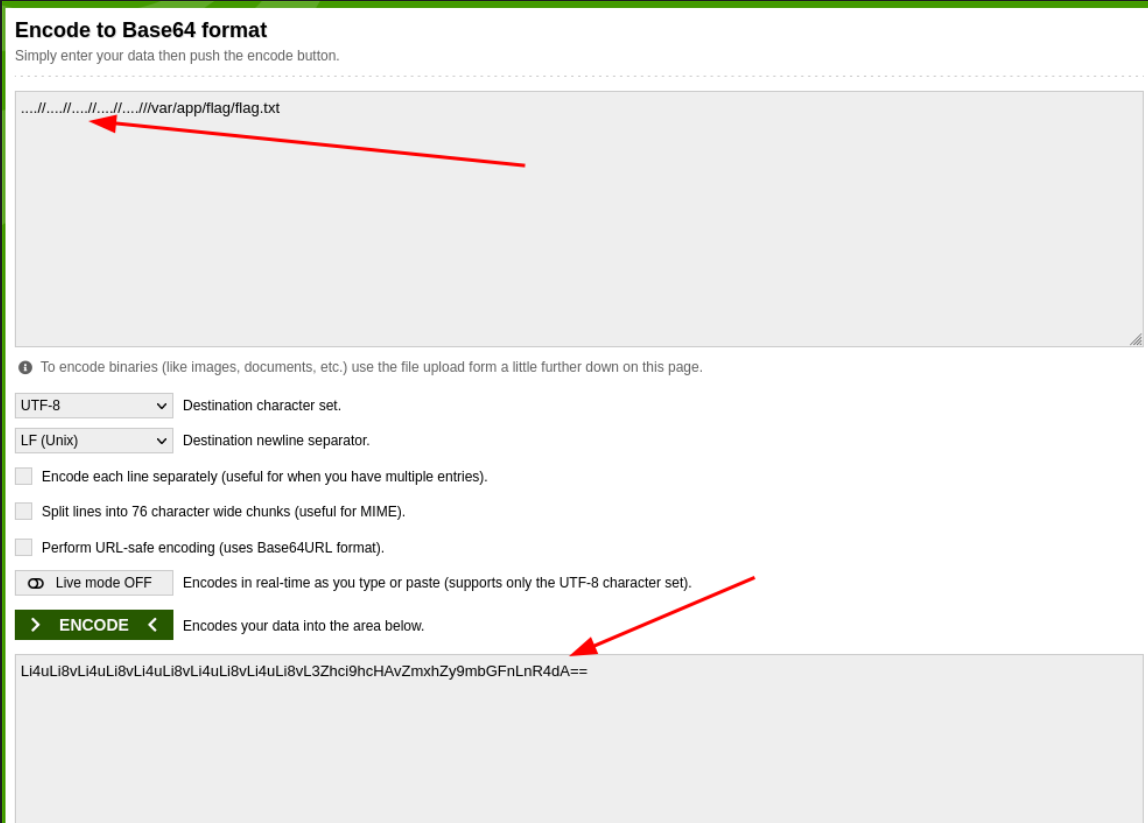 Encode to Base64 format
Simply enter your data then push the encode button.
....//....//....//....//....///var/app/flag/flag.txt
To encode binaries (like images, documents, etc.) use the file upload form a little further down on this page.
UTF-8 Destination character set.
LF (Unix) Destination newline separator.
Encode each line separately (useful for when you have multiple entries).
Split lines into 76 character wide chunks (useful for MIME).
Perform URL-safe encoding (uses Base64URL format).
Live mode OFF Encodes in real-time as you type or paste (supports only the UTF-8 character set).
> ENCODE < Encodes your data into the area below.
Li4uLi8vLi4uLi8vLi4uLi8vLi4uLi8vLi4uLi8vL3Zhci9hcHAvZmxhZy9mbGFnLnR4dA==